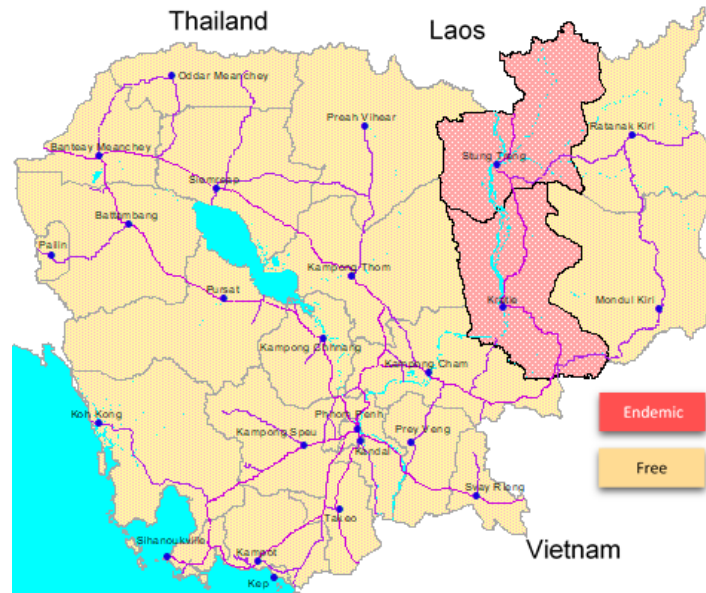 Thailand
Laos
Oddar Meanchey
Preah Vihear
Ratanak Kiri
Banteay Meanchey
Stung Treng
Siemreap
Battambang
Pailin
Kampong Thom
Pursat
Kratie
Mondul Kiri
Kampong Chhnang
Kampong Cham
Koh Kong
Phnom Penh
Endemic
Kampong Speu
Prey Veng
Kandal
Free
Svay Rieng
Takeo
Sihanoukville
Vietnam
Kampot
Kep